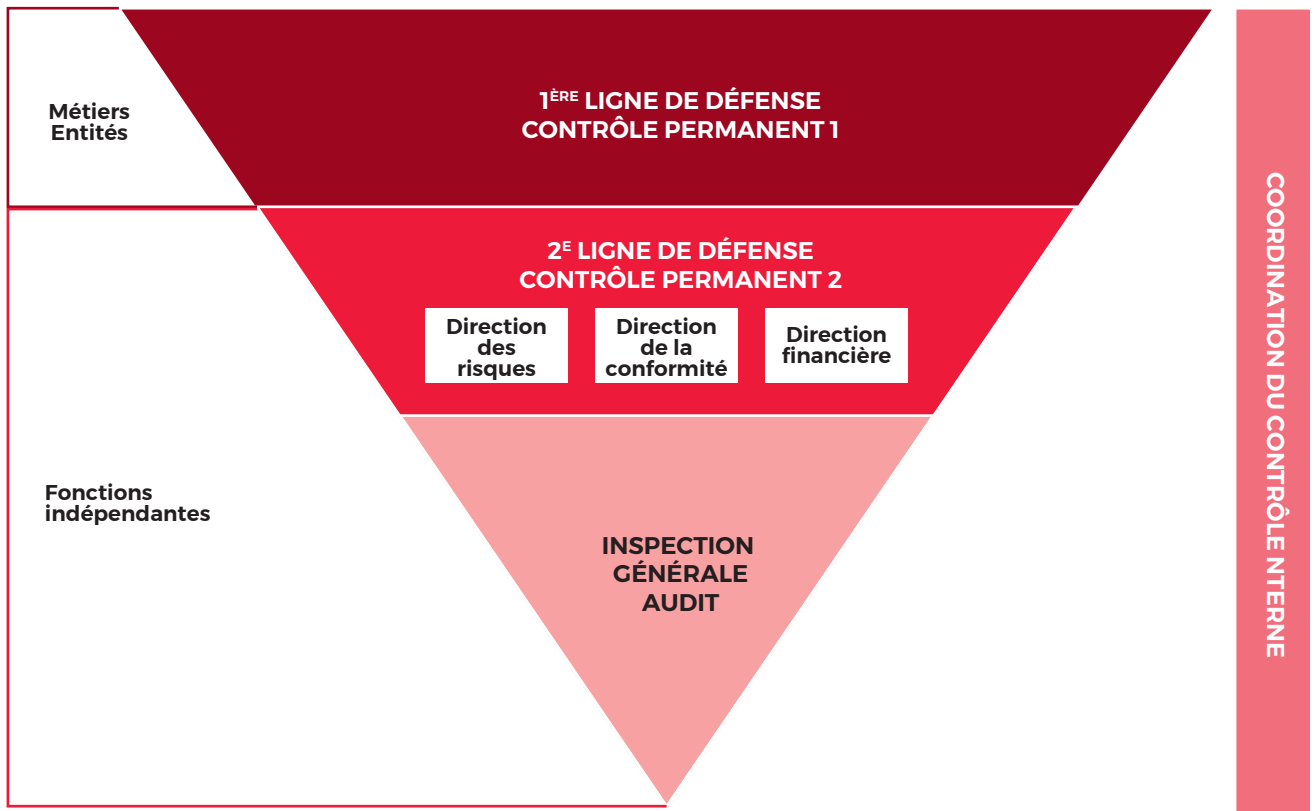 Métiers
Entités
1ÈRE LIGNE DE DÉFENSE
CONTRÔLE PERMANENT 1
2E LIGNE DE DÉFENSE
CONTRÔLE PERMANENT 2
Direction
des
risques
Direction
de la
conformité
Direction
financière
Fonctions
indépendantes
INSPECTION
GÉNÉRALE
AUDIT
COORDINATION DU CONTRÔLE NTERNE